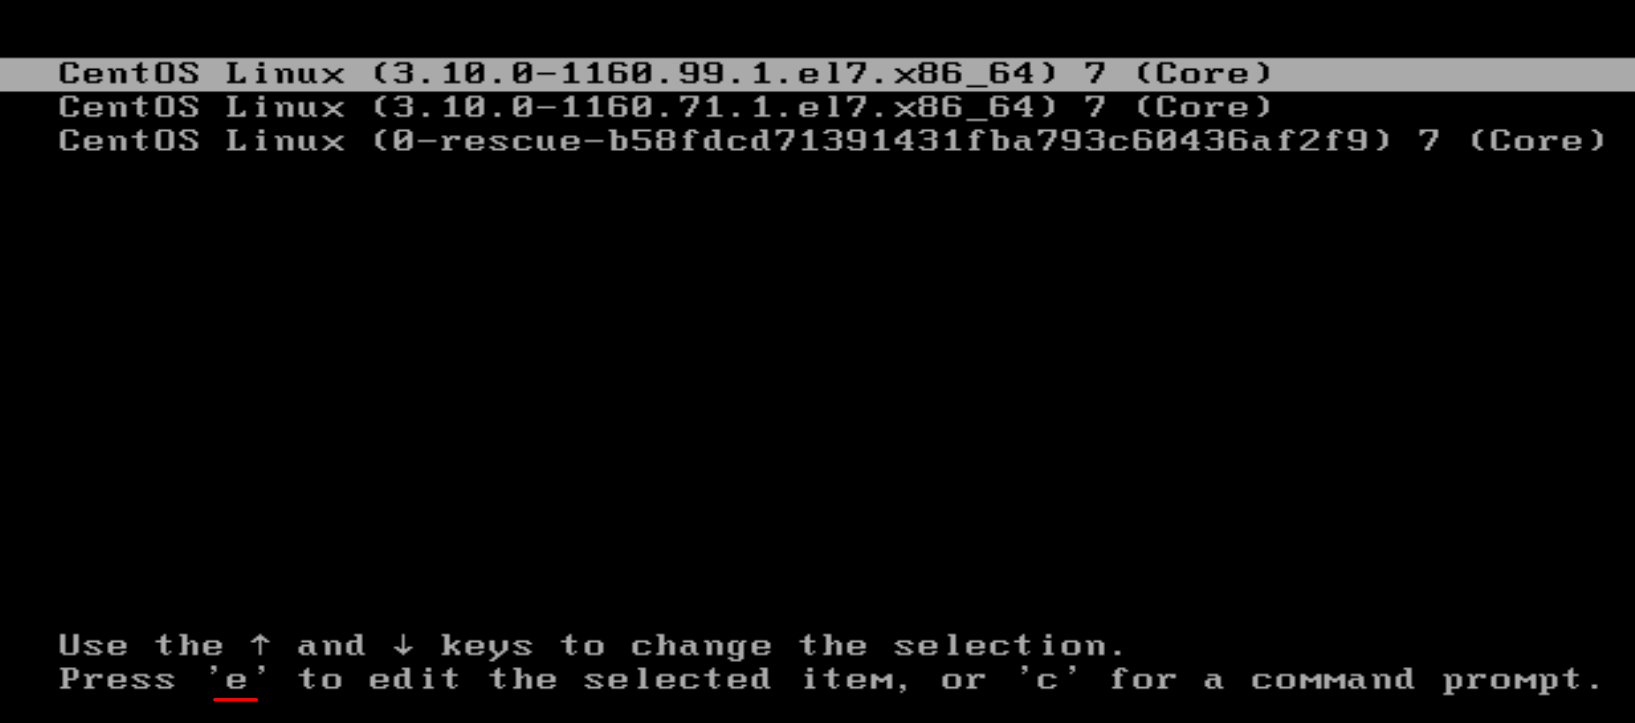 CentOS Linux (3.10.0-1160.99.1.el7.x86_64) 7 (Core)
CentOS Linux (3.10.0-1160.71.1.el7.x86_64) 7 (Core)
CentOS Linux (0-rescue-b58fdcd71391431fba793c60436af2f9) 7 (Core)
Use the ↑ and ↓ keys to change the selection.
Press 'e' to edit the selected item, or 'c' for a command prompt.